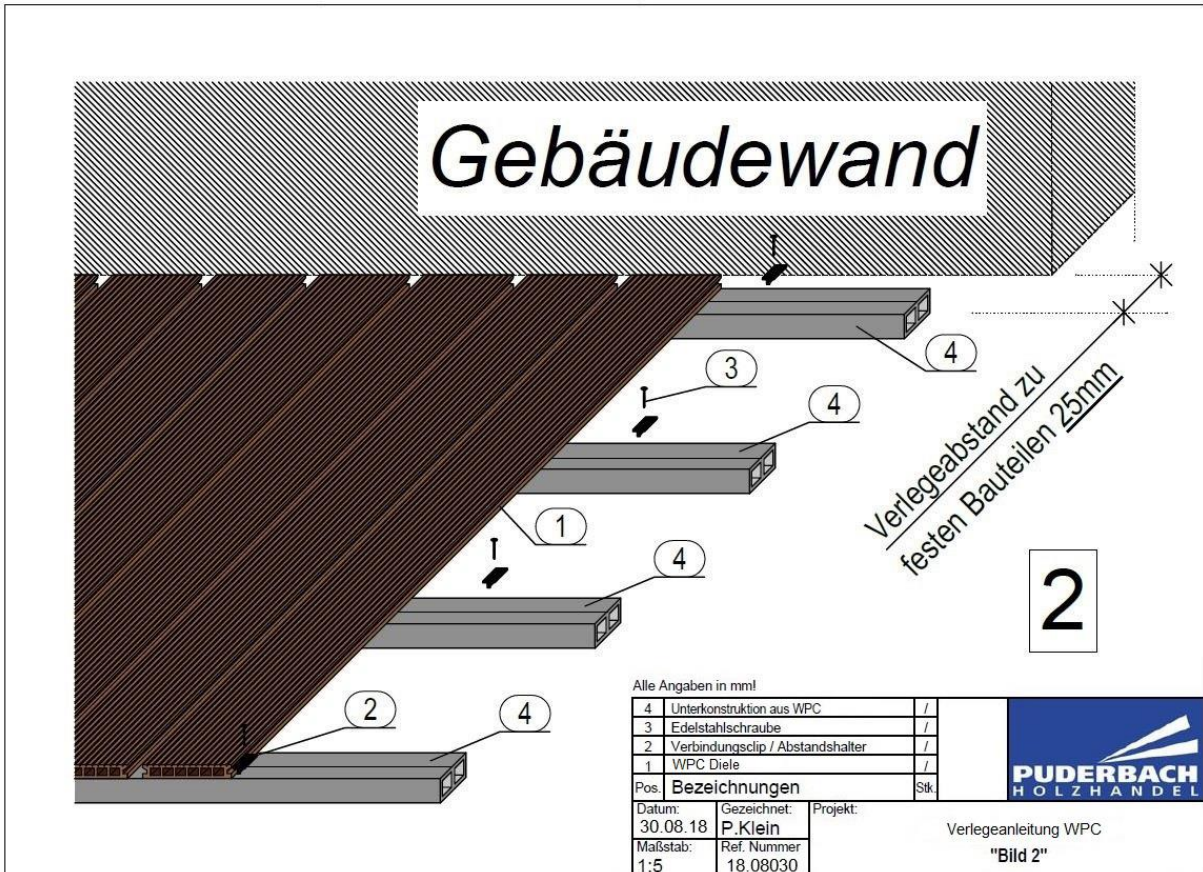 Gebäudewand
4
3
4
Verlegeabstand zu
festen Bauteilen 25mm
1
4
2
2
4
Alle Angaben in mm!
4 Unterkonstruktion aus WPC /
3 Edelstahlschraube /
2 Verbindungsclip / Abstandshalter /
1 WPC Diele /
Pos. Bezeichnungen Stk.
PUDERBACH
HOLZHANDEL
Datum: Gezeichnet: Projekt:
30.08.18 P.Klein
Verlegeanleitung WPC
Maßstab: Ref. Nummer
"Bild 2"
1:5 18.08030